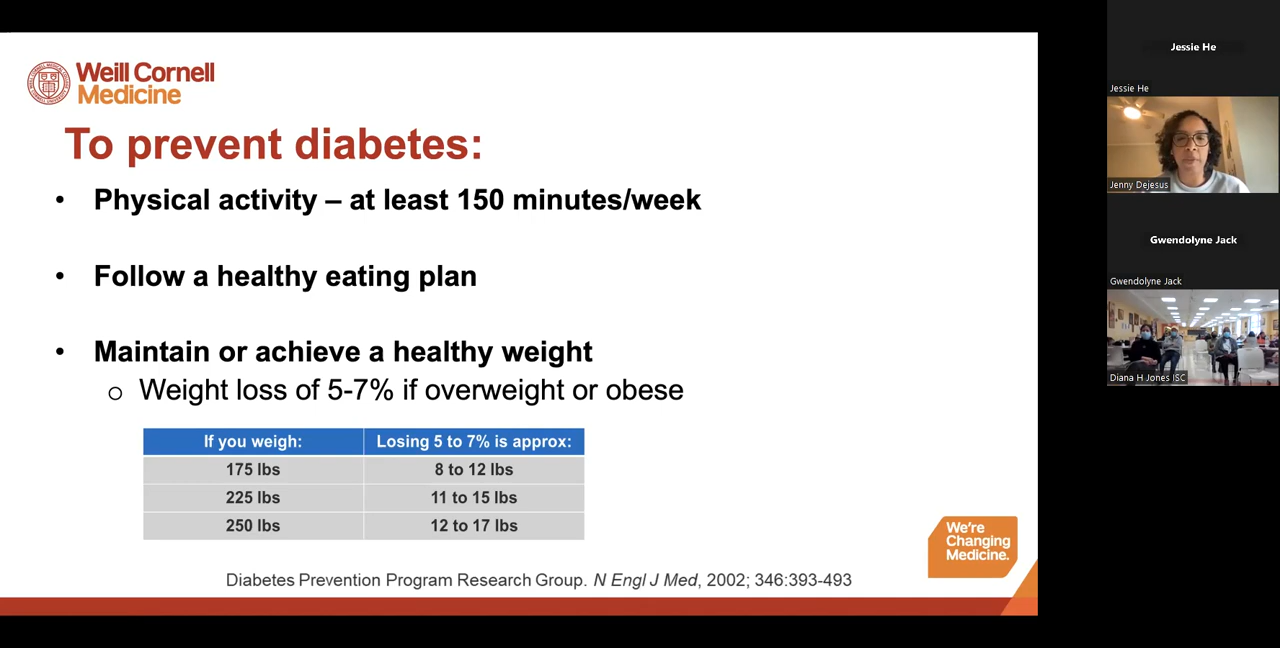 Weill Cornell
Medicine
To prevent diabetes:
• Physical activity – at least 150 minutes/week
• Follow a healthy eating plan
• Maintain or achieve a healthy weight
o Weight loss of 5-7% if overweight or obese
If you weigh: Losing 5 to 7% is approx:
175 lbs 8 to 12 lbs
225 lbs 11 to 15 lbs
250 lbs 12 to 17 lbs
We're
Changing
Medicine.
Diabetes Prevention Program Research Group. N Engl J Med, 2002; 346:393-493
Jessie He
Jessie He
Jenny Dejesus
Gwendolyne Jack
Gwendolyne Jack
Diana H Jones ISC